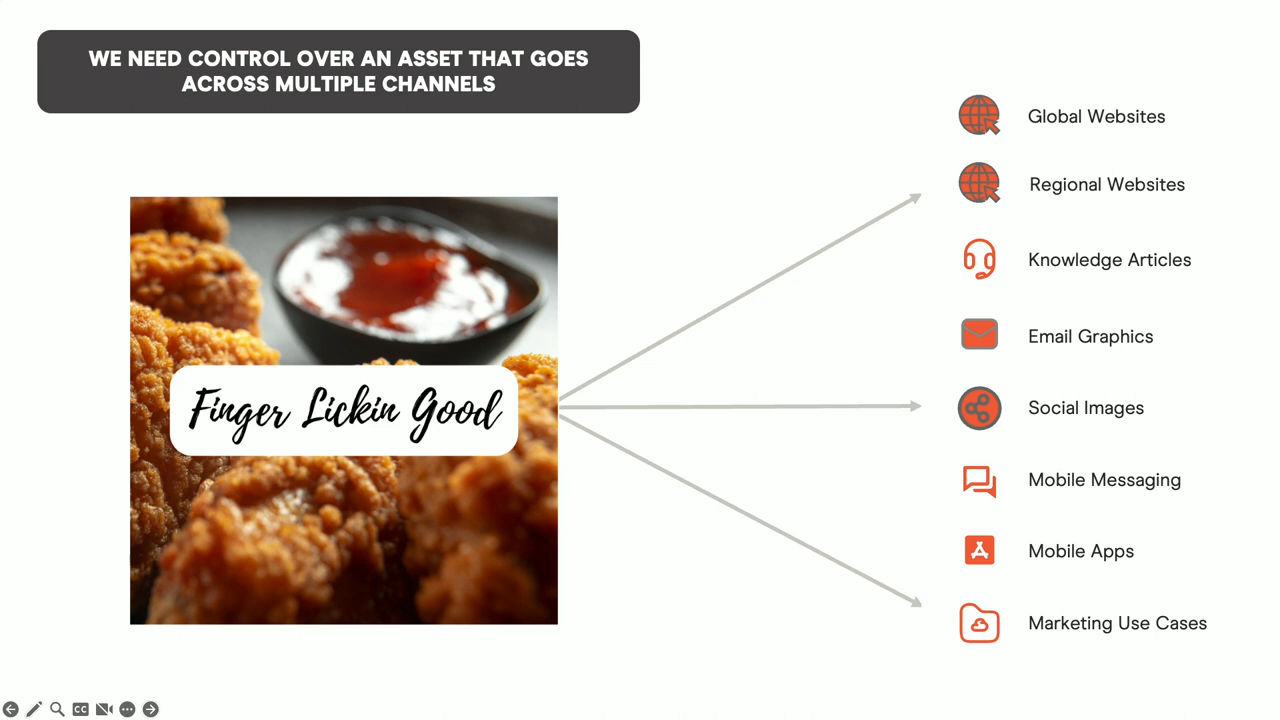 WE NEED CONTROL OVER AN ASSET THAT GOES
ACROSS MULTIPLE CHANNELS
Finger Lickin Good
Global Websites
Regional Websites
Knowledge Articles
Email Graphics
Social Images
Mobile Messaging
Mobile Apps
Marketing Use Cases
CC